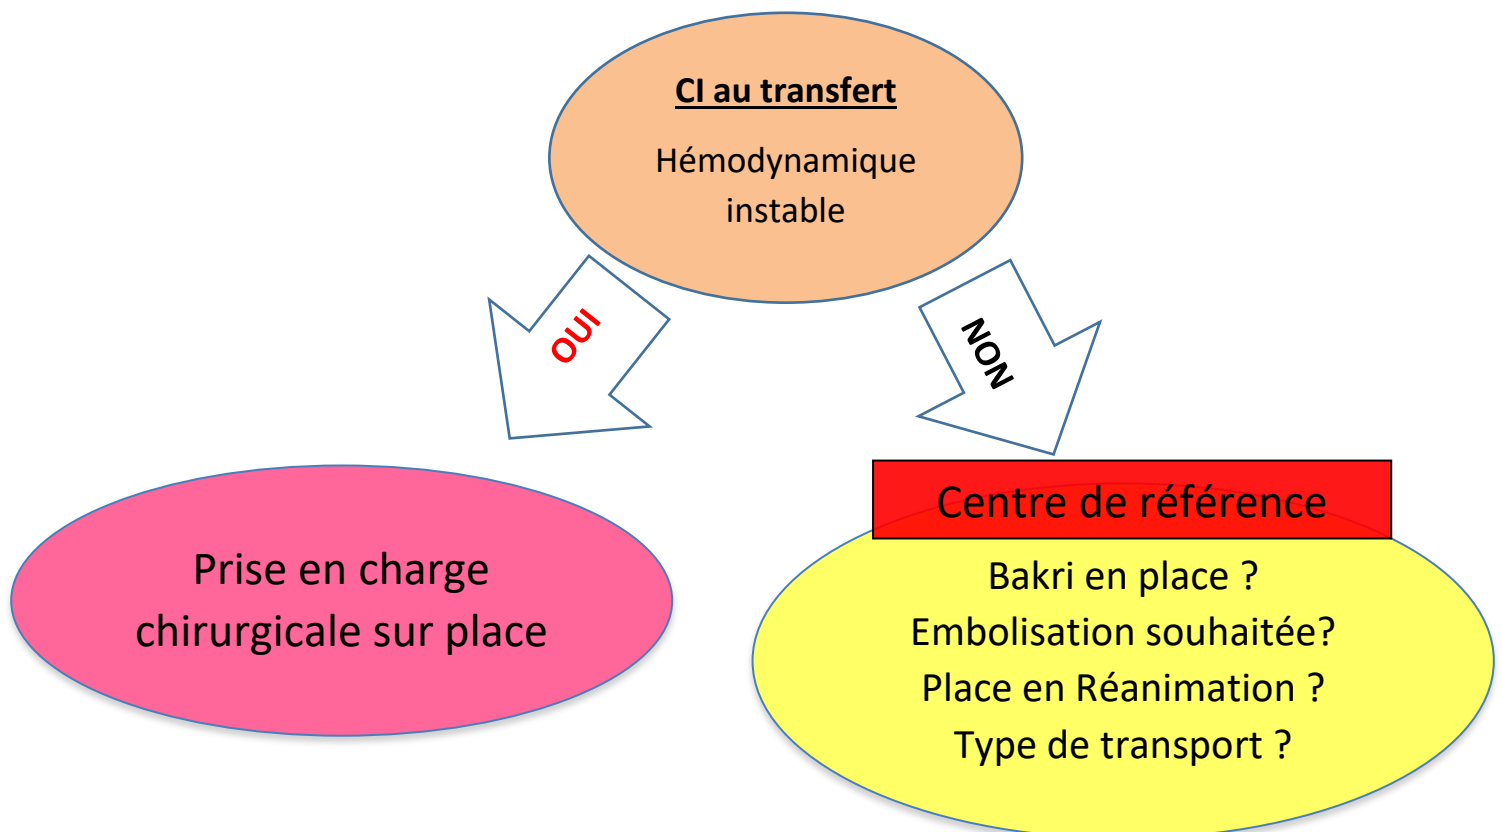 CI au transfert
Hémodynamique
instable
OUI
NON
Prise en charge
chirurgicale sur place
Centre de référence
Bakri en place ?
Embolisation souhaitée?
Place en Réanimation ?
Type de transport ?